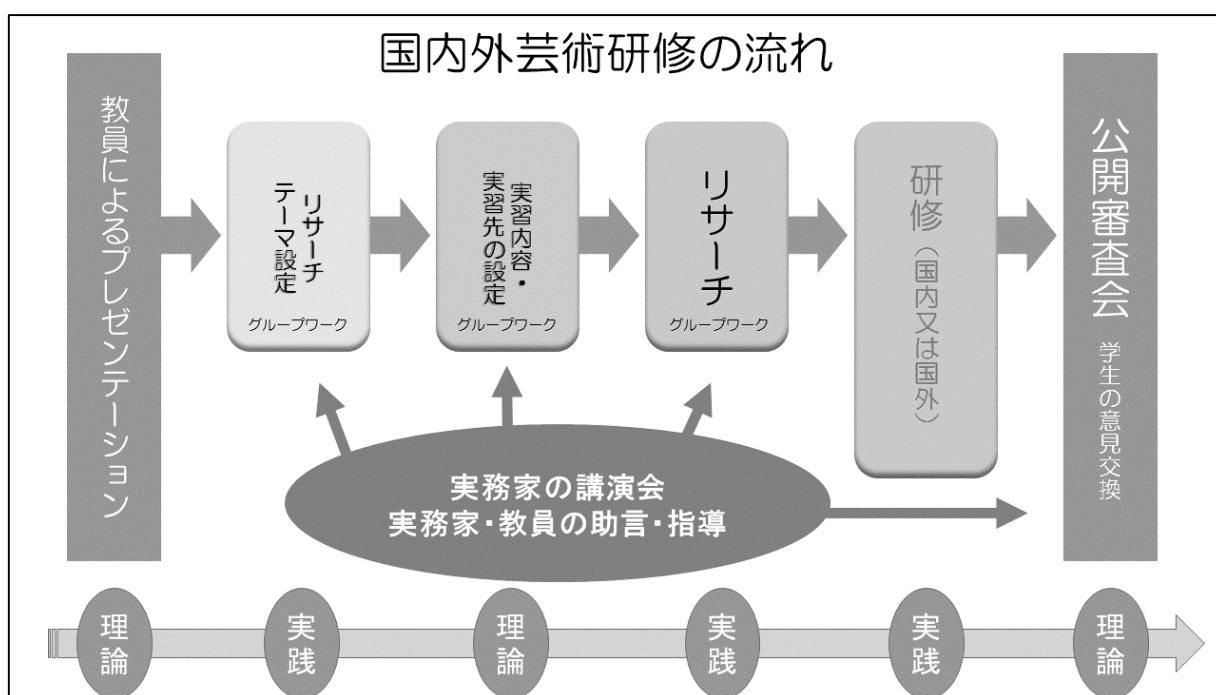 国内外芸術研修の流れ
教員によるプレゼンテーション
リサーチ
テーマ設定
グループワーク
実習内容・
実習先の設定
グループワーク
リサーチ
グループワーク
研修（国内又は国外）
公開審査会 学生の意見交換
実務家の講演会
実務家・教員の助言・指導
理論
実践
理論
実践
実践
理論